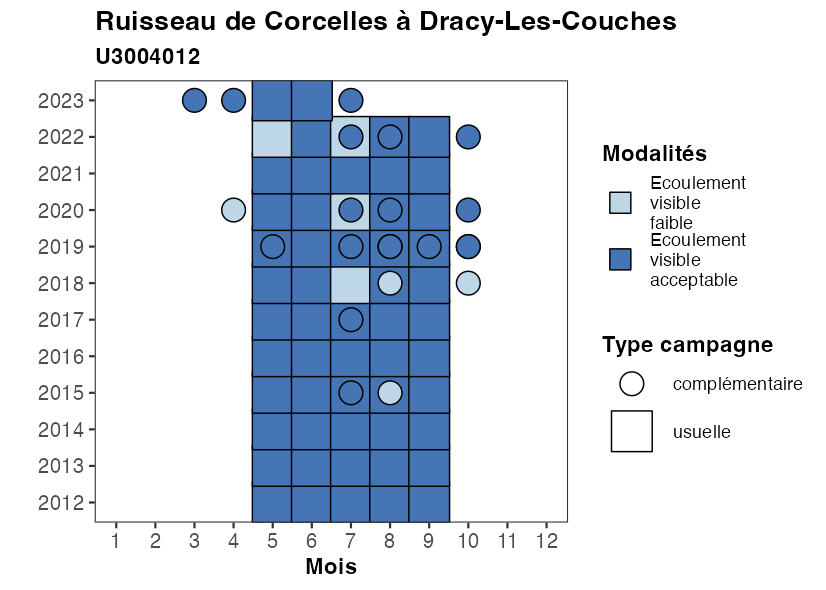 Ruisseau de Corcelles à Dracy-Les-Couches
U3004012
2023
2022
2021
2020
2019
2018
2017
2016
2015
2014
2013
2012
1 2 3 4 5 6 7 8 9 10 11 12
Mois
Modalités
Ecoulement
visible
faible
Ecoulement
visible
acceptable
Type campagne
complémentaire
usuelle